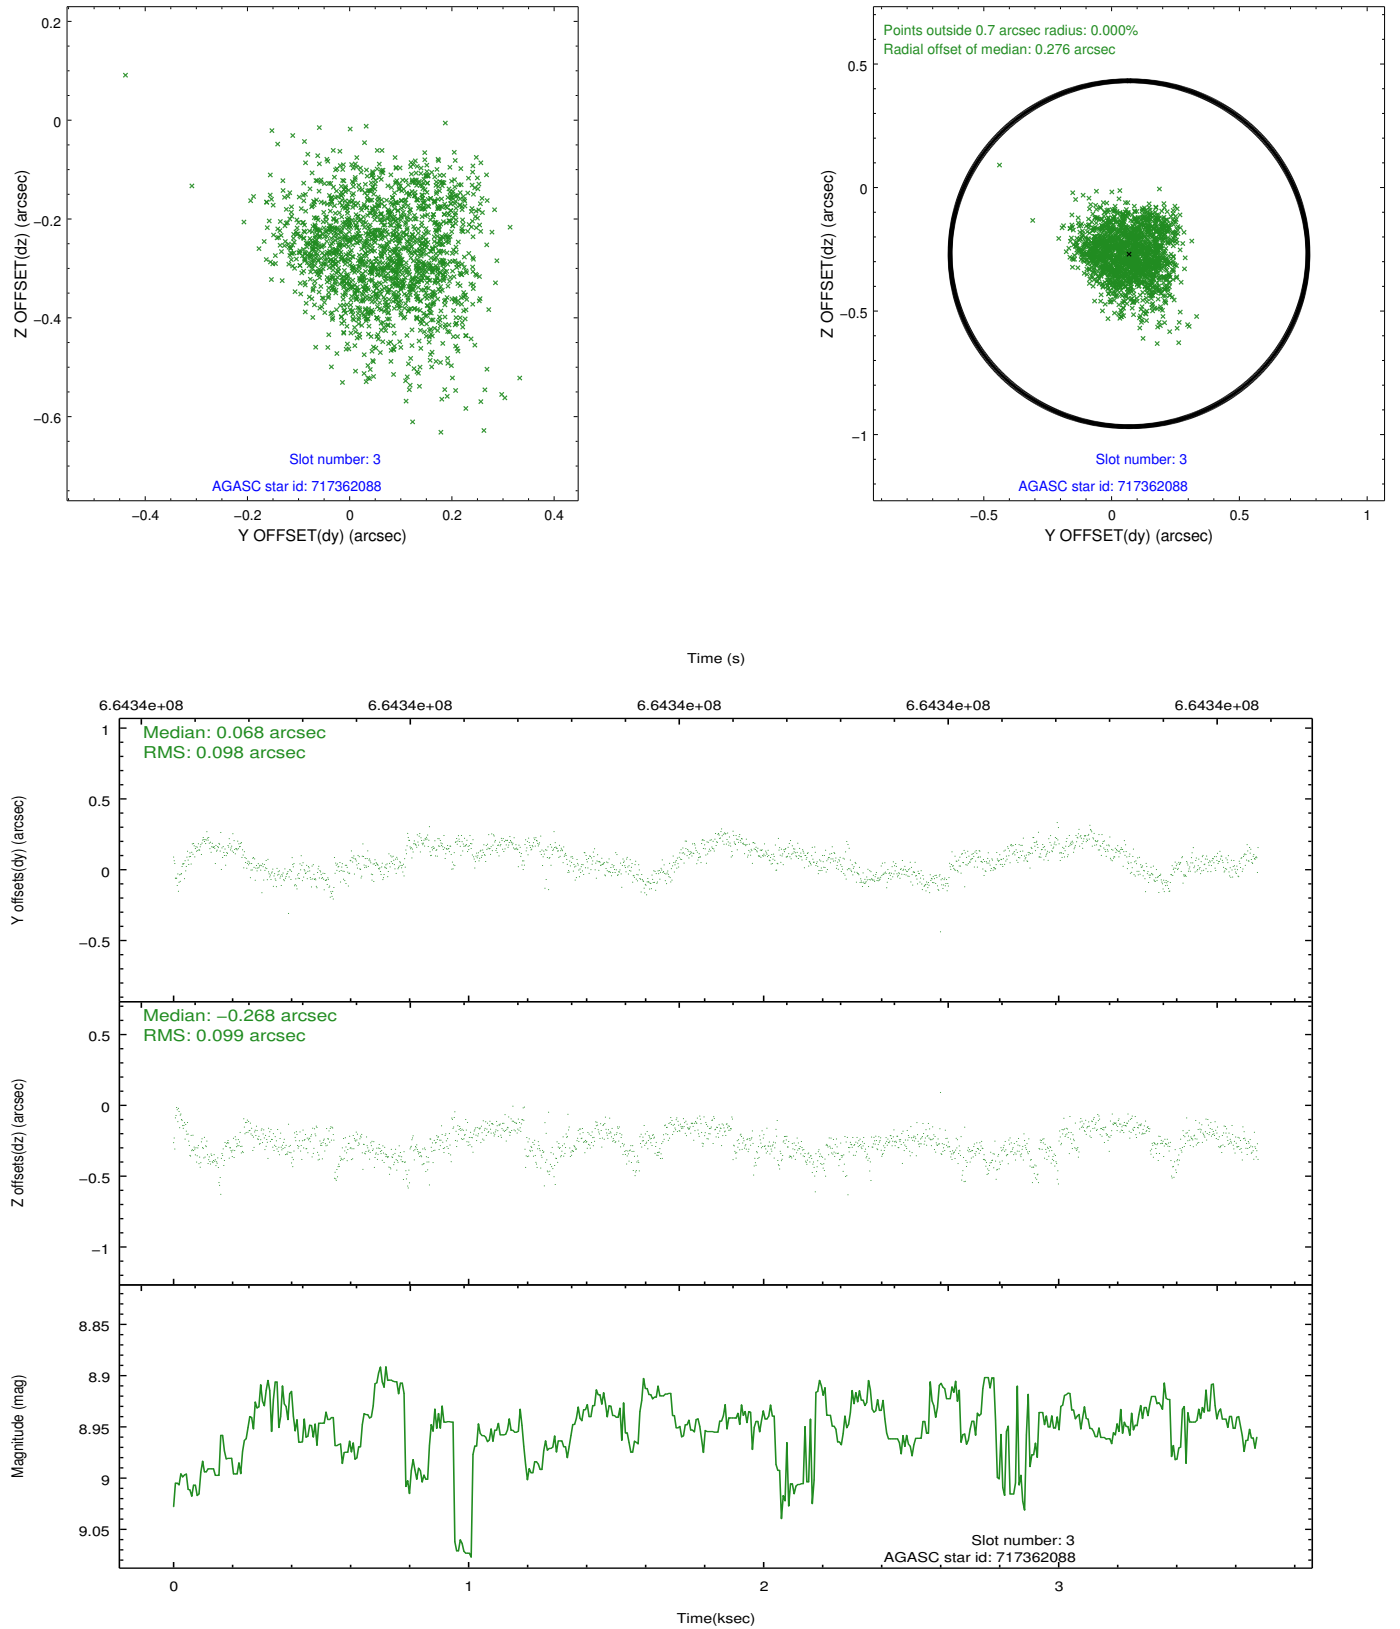 0.2
0
−0.2
−0.4
−0.6
Z OFFSET(dz) (arcsec)
Slot number: 3
AGASC star id: 717362088
−0.4
−0.2
0
0.2
0.4
Y OFFSET(dy) (arcsec)
Points outside 0.7 arcsec radius: 0.000%
Radial offset of median: 0.276 arcsec
0.5
0
−0.5
−1
Z OFFSET(dz) (arcsec)
Slot number: 3
AGASC star id: 717362088
−0.5
0
0.5
1
Y OFFSET(dy) (arcsec)
Time (s)
6.6434e+08
6.6434e+08
6.6434e+08
6.6434e+08
6.6434e+08
Median: 0.068 arcsec
RMS: 0.098 arcsec
1
0.5
0
−0.5
Y offsets(dy) (arcsec)
Median: −0.268 arcsec
RMS: 0.099 arcsec
0.5
0
−0.5
−1
Z offsets(dz) (arcsec)
8.85
8.9
8.95
9
9.05
Magnitude (mag)
Slot number: 3
AGASC star id: 717362088
0
1
2
3
Time(ksec)